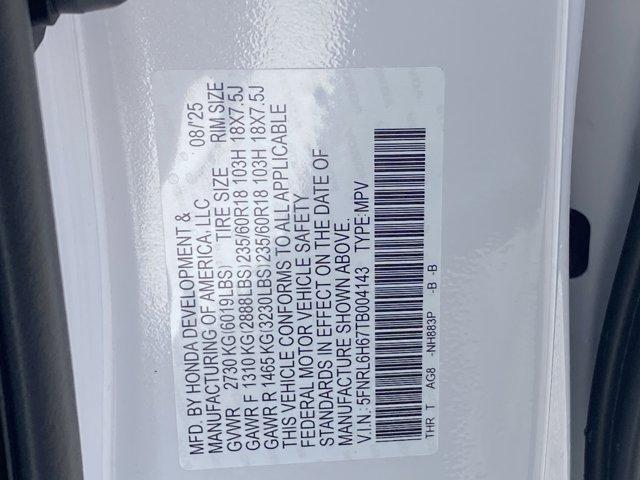 MFD. BY HONDA DEVELOPMENT &
MANUFACTURING OF AMERICA, LLC 08/'25
GVWR 2730 KG(6019LBS) TIRE SIZE RIM SIZE
GAWR F 1310 KG(2888LBS)235/60R18 103H 18X7.5J
GAWR R 1465 KG(3230LBS)235/60R18 103H 18X7.5J
THIS VEHICLE CONFORMS TO ALL APPLICABLE
FEDERAL MOTOR VEHICLE SAFETY
STANDARDS IN EFFECT ON THE DATE OF
MANUFACTURE SHOWN ABOVE.
V.I.N.:5FNRL6H67TB004143 TYPE:MPV
THR T AG8 -NH883P -B -B